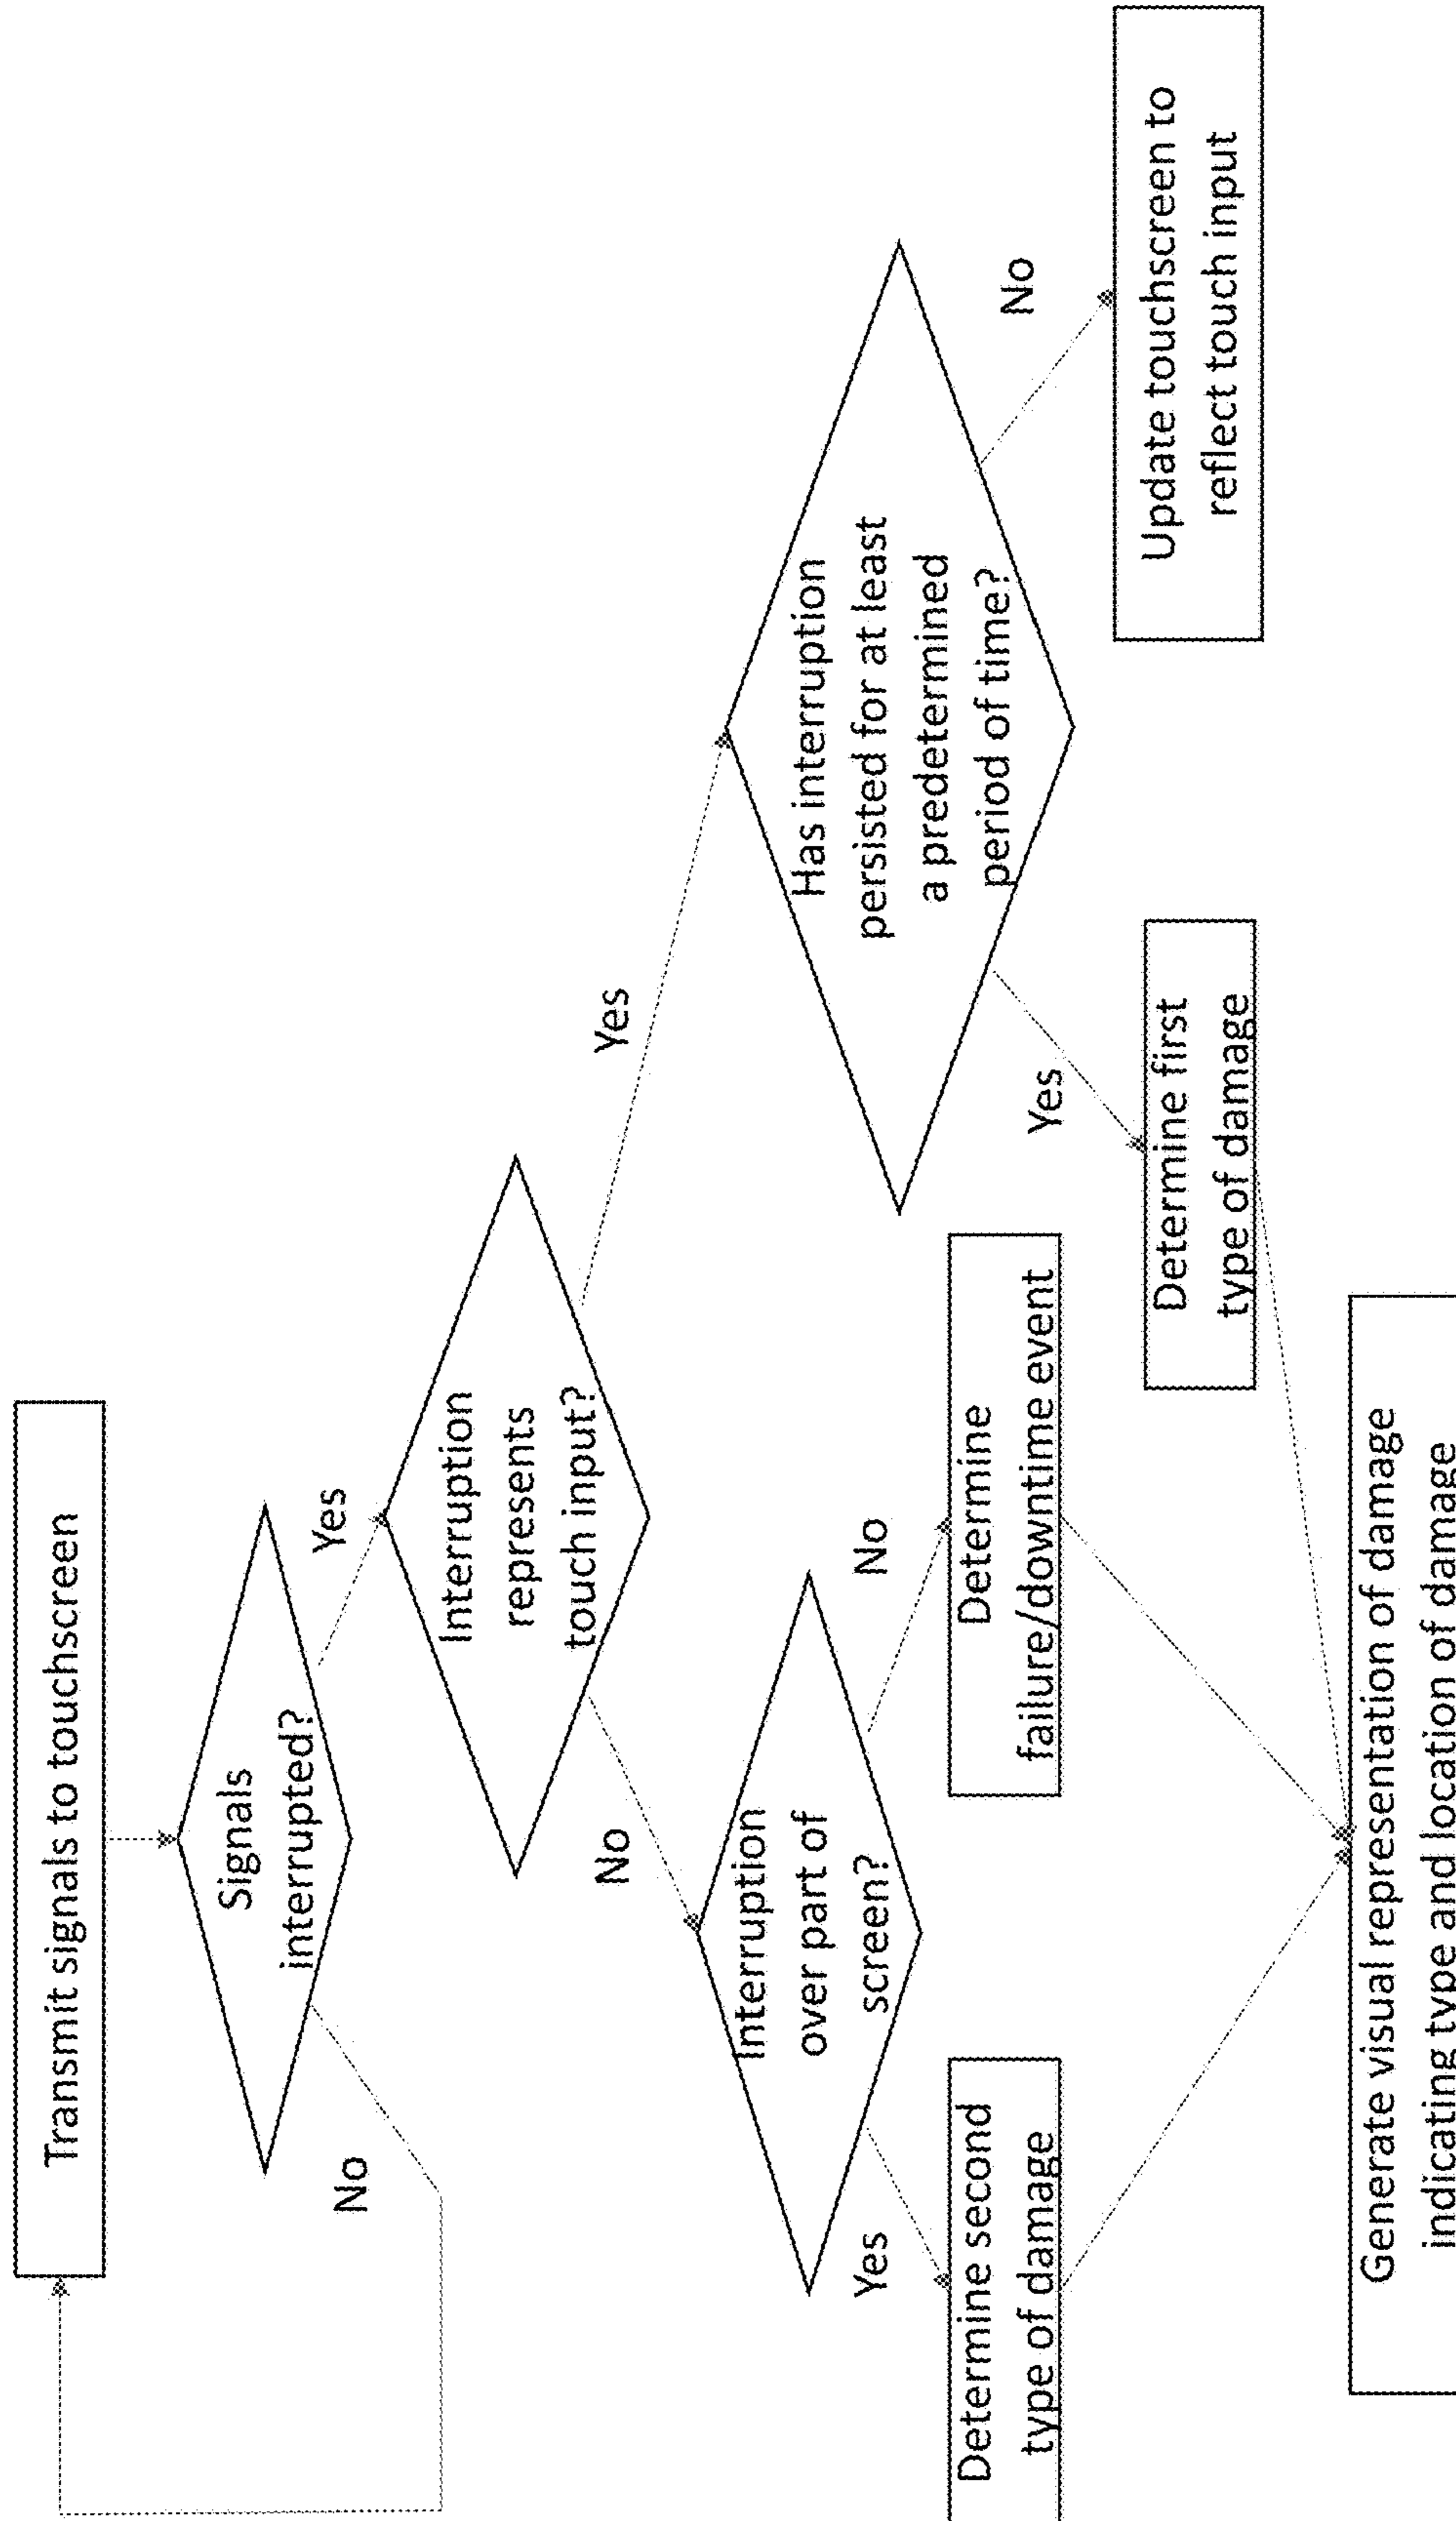 Transmit signals to touchscreen
Signals
interrupted?
No
Yes
Interruption
represents
touch input?
No
Yes
Interruption
over part of
screen?
Has interruption
persisted for at least
a predetermined
period of time?
Yes
No
Yes
No
Determine second
type of damage
Determine
failure/downtime event
Determine first
type of damage
Update touchscreen to
reflect touch input
Generate visual representation of damage
indicating type and location of damage